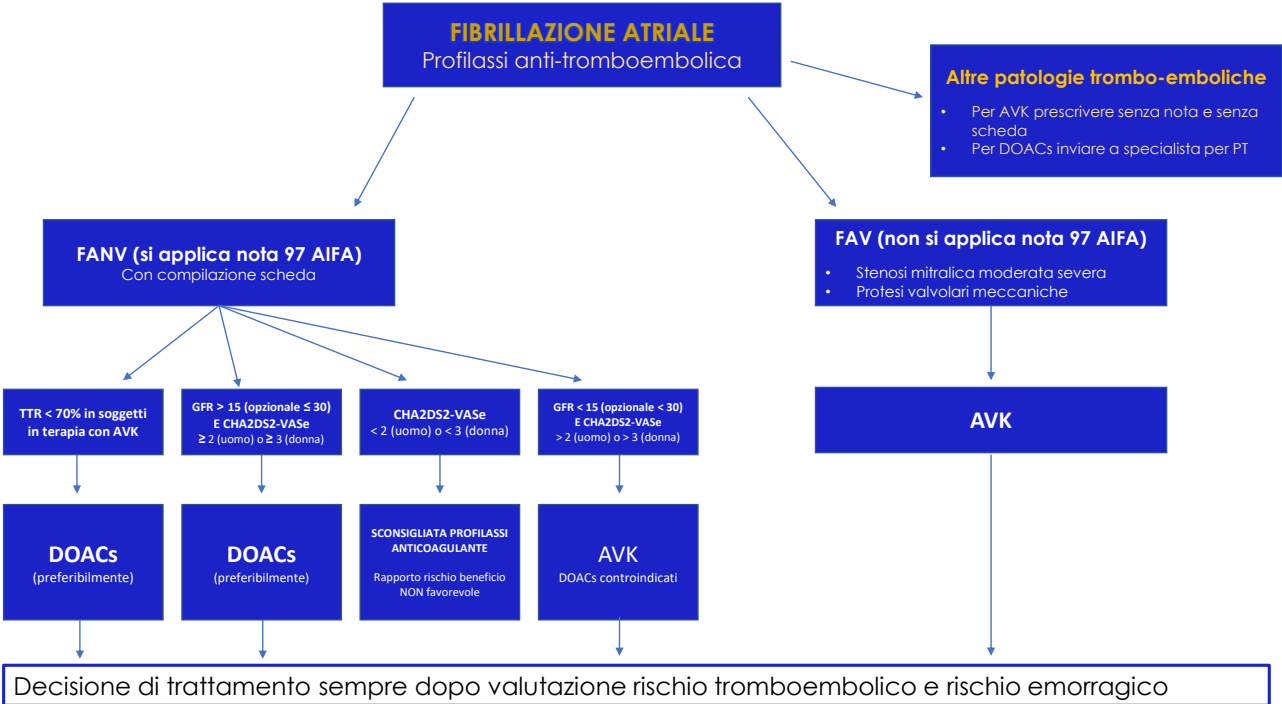 FIBRILLAZIONE ATRIALE
Profilassi anti-tromboembolica
Altre patologie trombo-emboliche
• Per AVK prescrivere senza nota e senza
scheda
• Per DOACs inviare a specialista per PT
FANV (si applica nota 97 AIFA)
Con compilazione scheda
FAV (non si applica nota 97 AIFA)
• Stenosi mitralica moderata severa
• Protesi valvolari meccaniche
TTR < 70% in soggetti
in terapia con AVK
GFR > 15 (opzionale ≤ 30)
E CHA2DS2-VASe
≥ 2 (uomo) o ≥ 3 (donna)
CHA2DS2-VASe
< 2 (uomo) o < 3 (donna)
GFR < 15 (opzionale < 30)
E CHA2DS2-VASe
> 2 (uomo) o > 3 (donna)
AVK
DOACs
(preferibilmente)
DOACs
(preferibilmente)
SCONSIGLIATA PROFILASSI
ANTICOAGULANTE
Rapporto rischio beneficio
NON favorevole
AVK
DOACs controindicati
Decisione di trattamento sempre dopo valutazione rischio tromboembolico e rischio emorragico